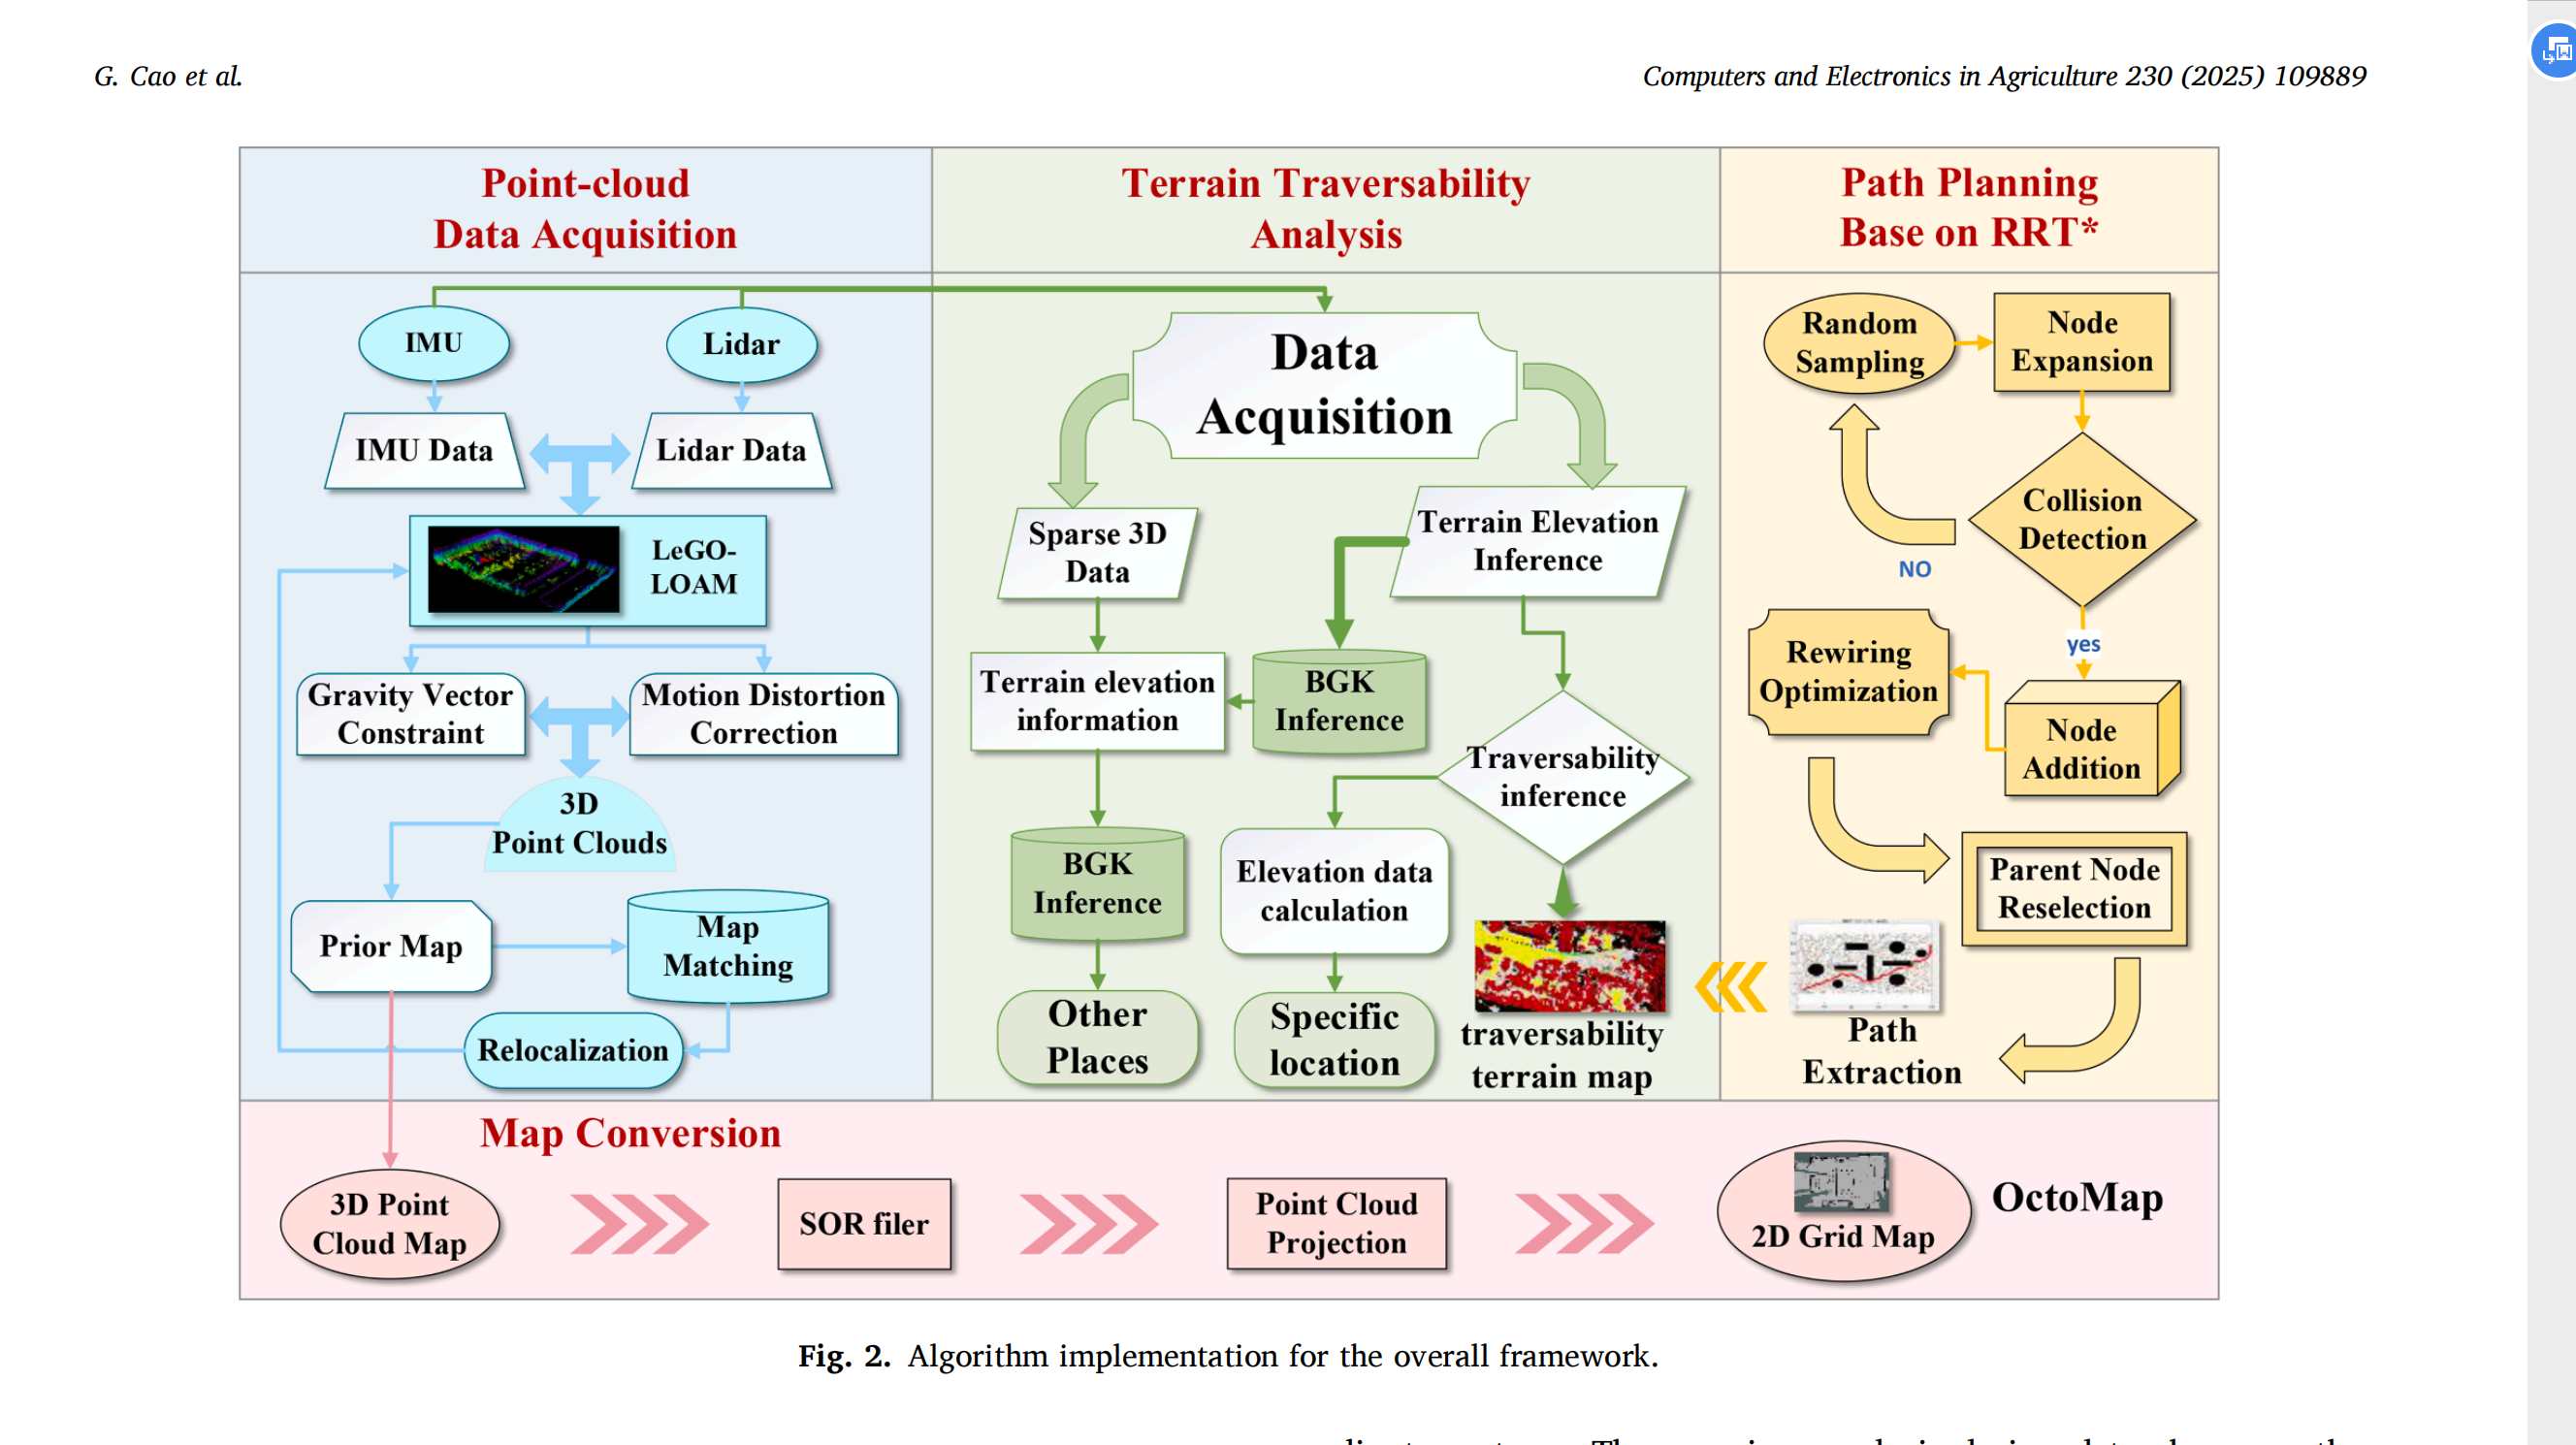 G. Cao et al.
Computers and Electronics in Agriculture 230 (2025) 109889
Point-cloud
Data Acquisition
Terrain Traversability
Analysis
Path Planning
Base on RRT*
IMU
Lidar
IMU Data
Lidar Data
LeGO-
LOAM
Gravity Vector
Constraint
Motion Distortion
Correction
3D
Point Clouds
Prior Map
Map
Matching
Relocalization
Data
Acquisition
Sparse 3D
Data
Terrain Elevation
Inference
Terrain elevation
information
BGK
Inference
Traversability
inference
BGK
Inference
Elevation data
calculation
Other
Places
Specific
location
traversability
terrain map
Random
Sampling
Node
Expansion
Collision
Detection
NO
yes
Rewiring
Optimization
Node
Addition
Parent Node
Reselection
Path
Extraction
Map Conversion
3D Point
Cloud Map
SOR filer
Point Cloud
Projection
2D Grid Map
OctoMap
Fig. 2. Algorithm implementation for the overall framework.